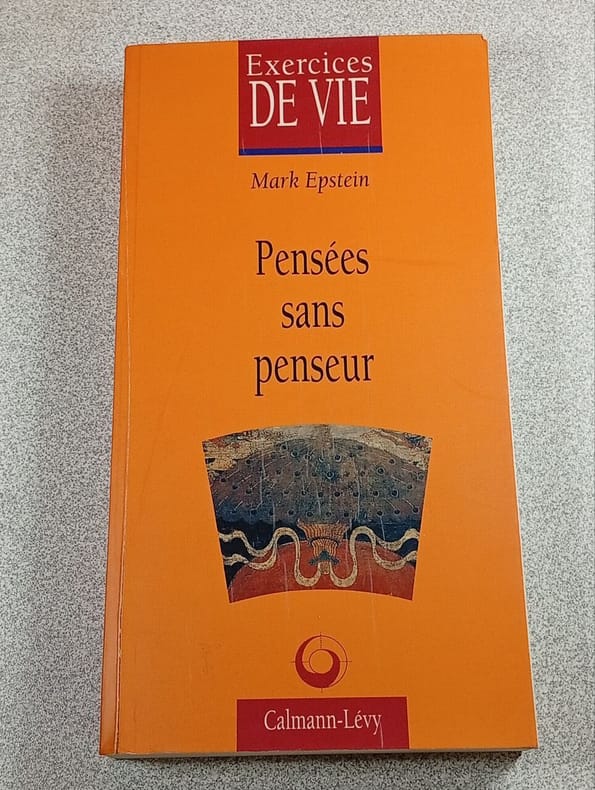 Exercices
DE VIE
Mark Epstein
Pensées
sans
penseur
Calmann-Lévy